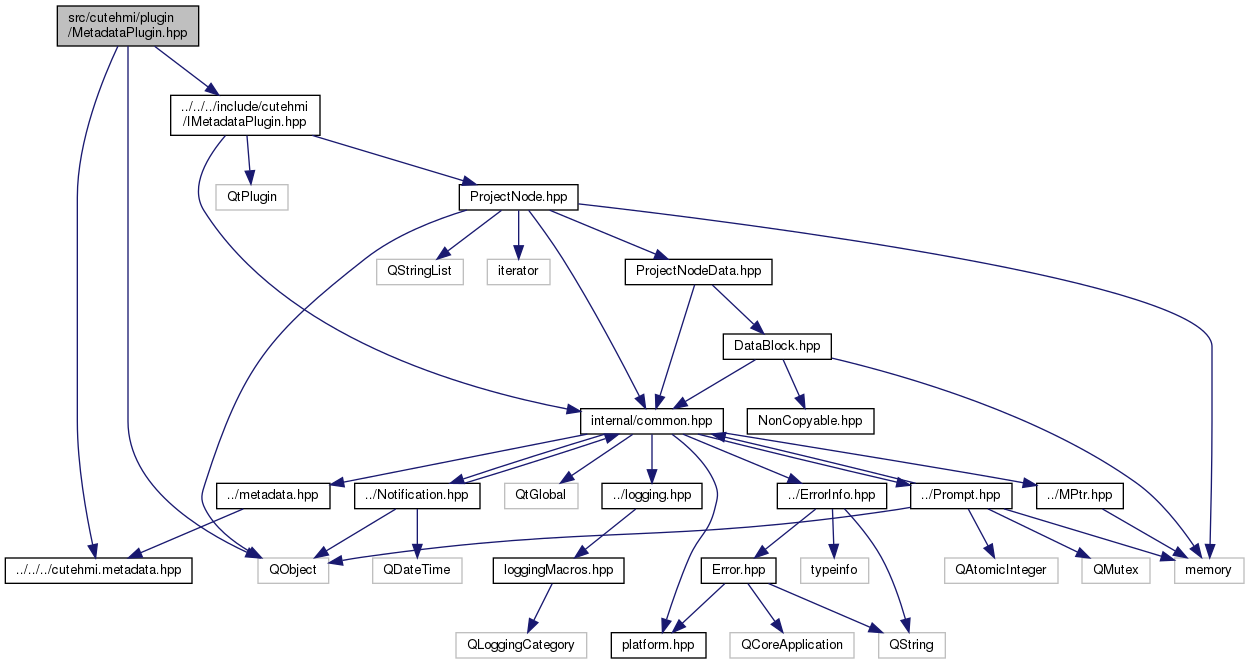 src/cutehmi/plugin
/MetadataPlugin.hpp
../../../include/cutehmi
/IMetadataPlugin.hpp
QtPlugin
ProjectNode.hpp
QStringList
iterator
ProjectNodeData.hpp
DataBlock.hpp
internal/common.hpp
NonCopyable.hpp
../metadata.hpp
../Notification.hpp
QtGlobal
../logging.hpp
../ErrorInfo.hpp
../Prompt.hpp
../MPtr.hpp
../../../cutehmi.metadata.hpp
QObject
QDateTime
loggingMacros.hpp
Error.hpp
typeinfo
QAtomicInteger
QMutex
memory
QLoggingCategory
platform.hpp
QCoreApplication
QString